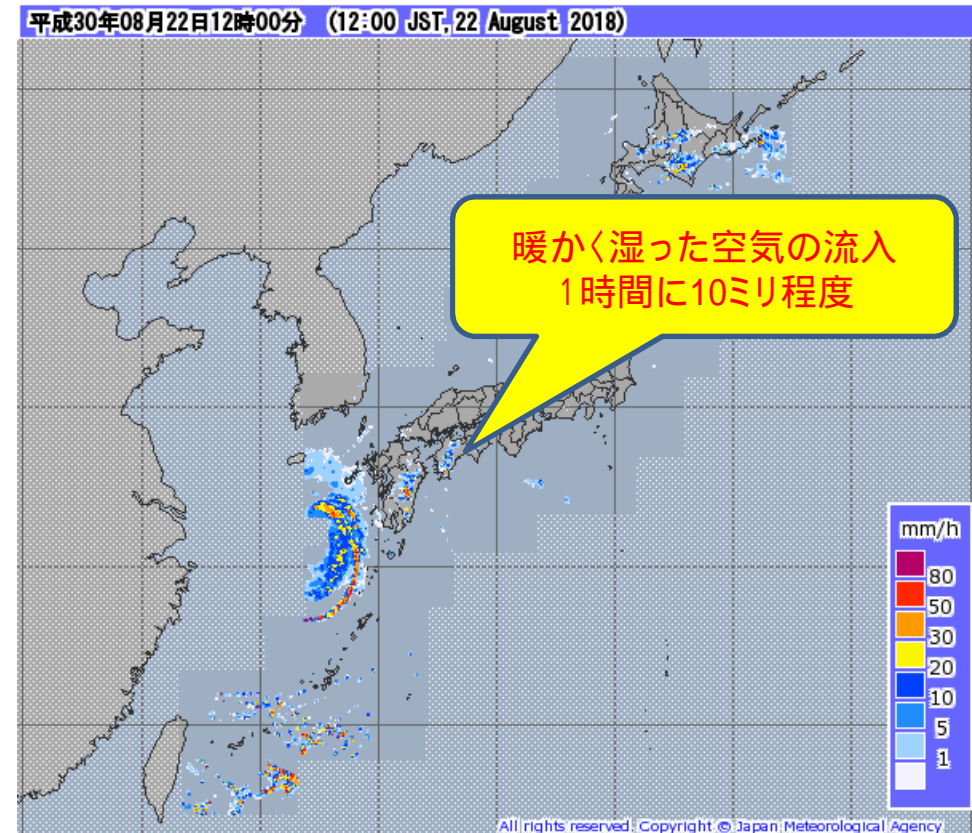 平成30年08月22日12時00分 (12:00 JST, 22 August 2018)
暖かく湿った空気の流入
1時間に10ミリ程度
mm/h
80
50
30
20
10
5
1
All rights reserved. Copyright © Japan Meteorological Agency